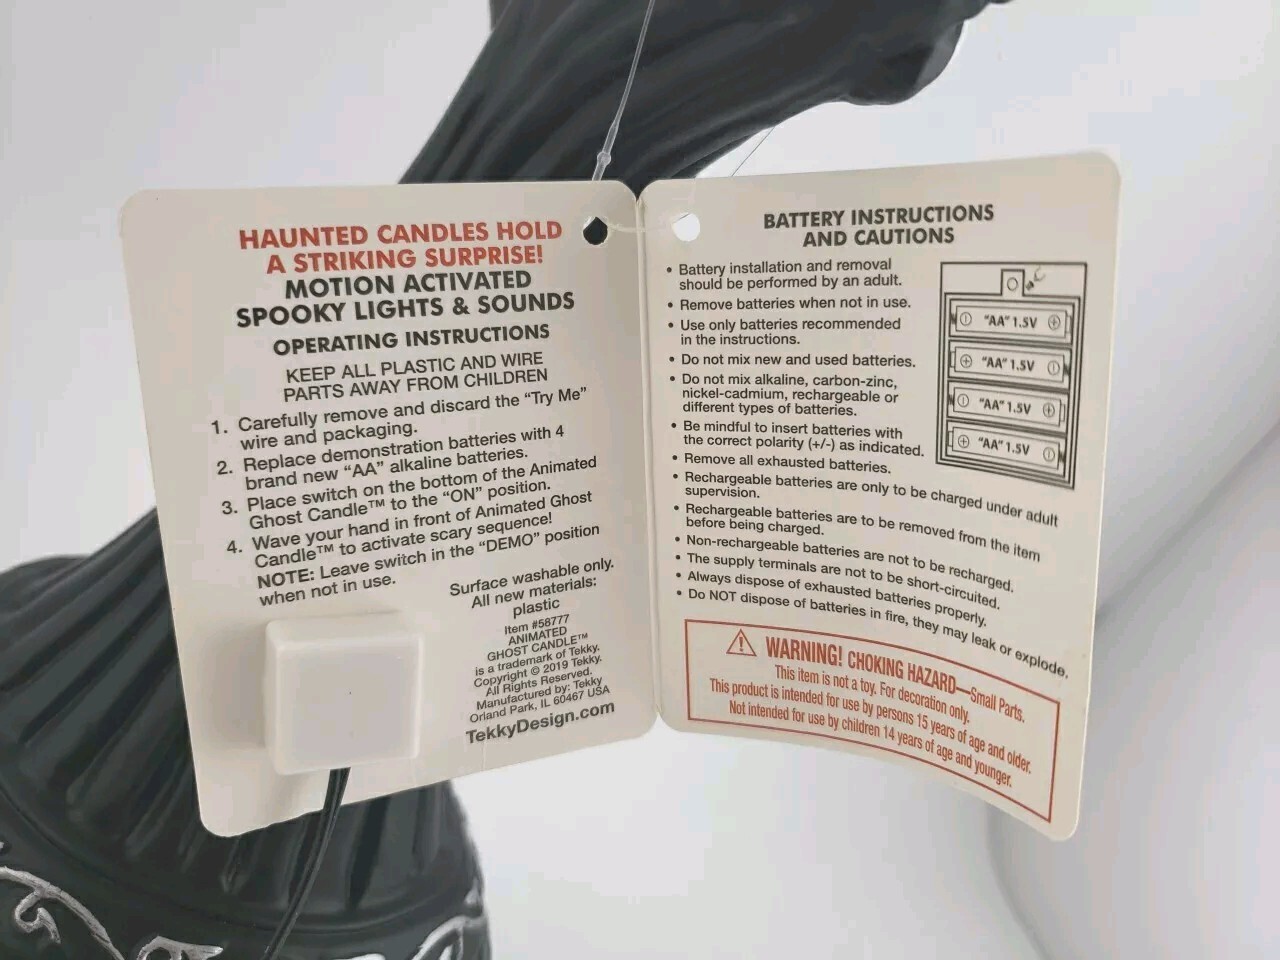 HAUNTED CANDLES HOLD
A STRIKING SURPRISE!
MOTION ACTIVATED
SPOOKY LIGHTS & SOUNDS
OPERATING INSTRUCTIONS
KEEP ALL PLASTIC AND WIRE
PARTS AWAY FROM CHILDREN
1. Carefully remove and discard the “Try Me”
wire and packaging.
2. Replace demonstration batteries with 4
brand new “AA” alkaline batteries.
3. Place switch on the bottom of the Animated
Ghost Candle™ to the “ON” position.
4. Wave your hand in front of Animated Ghost
Candle™ to activate scary sequence!
NOTE: Leave switch in the “DEMO” position
when not in use.
Surface washable only.
All new materials:
plastic
Item #58777
ANIMATED
GHOST CANDLE™
is a trademark of Tekky.
Copyright © 2019 Tekky.
All Rights Reserved.
Manufactured by: Tekky
Orland Park, IL 60467 USA
TekkyDesign.com
BATTERY INSTRUCTIONS
AND CAUTIONS
• Battery installation and removal
should be performed by an adult.
• Remove batteries when not in use.
• Use only batteries recommended
in the instructions.
• Do not mix new and used batteries.
• Do not mix alkaline, carbon-zinc,
nickel-cadmium, rechargeable or
different types of batteries.
• Be mindful to insert batteries with
the correct polarity (+/-) as indicated.
• Remove all exhausted batteries.
• Rechargeable batteries are only to be charged under adult
supervision.
• Rechargeable batteries are to be removed from the item
before being charged.
• Non-rechargeable batteries are not to be recharged.
• The supply terminals are not to be short-circuited.
• Always dispose of exhausted batteries properly.
• Do NOT dispose of batteries in fire, they may leak or explode.
"AA" 1.5V
"AA" 1.5V
"AA" 1.5V
"AA" 1.5V
WARNING! CHOKING HAZARD—Small Parts.
This item is not a toy. For decoration only.
This product is intended for use by persons 15 years of age and older.
Not intended for use by children 14 years of age and younger.